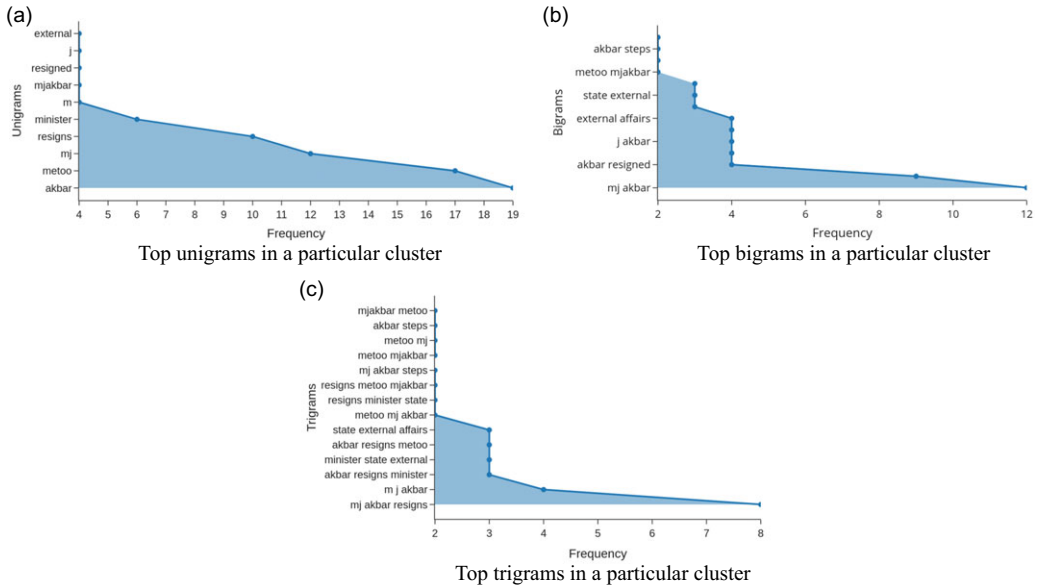 (a)
Unigrams
external
j
resigned
mjakbar
m
minister
resigns
mj
metoo
akbar
4 5 6 7 8 9 10 11 12 13 14 15 16 17 18 19
Frequency
Top unigrams in a particular cluster
(b)
Bigrams
akbar steps
metoo mjakbar
state external
external affairs
j akbar
akbar resigned
mj akbar
2 4 6 8 10 12
Frequency
Top bigrams in a particular cluster
(c)
Trigrams
mjakbar metoo
akbar steps
metoo mj
metoo mjakbar
mj akbar steps
resigns metoo mjakbar
resigns minister state
metoo mj akbar
state external affairs
akbar resigns metoo
minister state external
akbar resigns minister
m j akbar
mj akbar resigns
2 3 4 5 6 7 8
Frequency
Top trigrams in a particular cluster